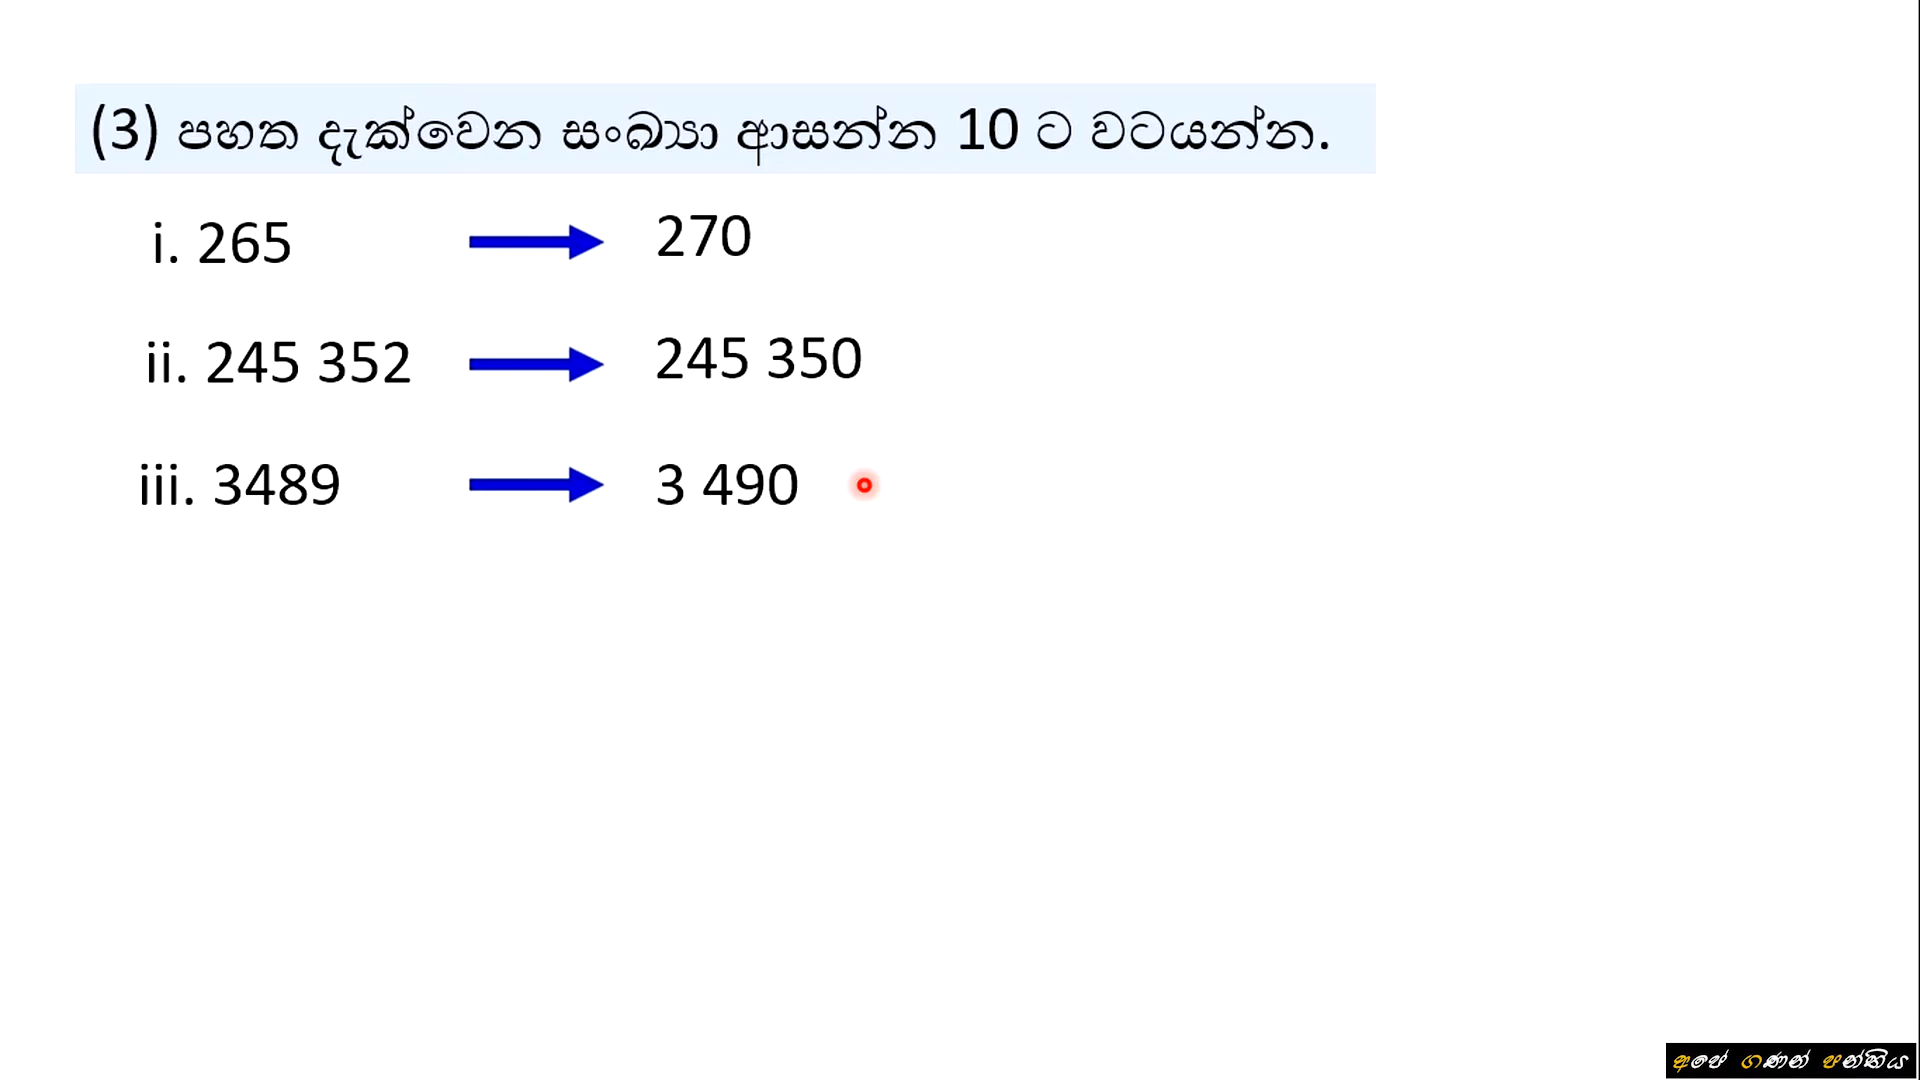 (3) පහත දැක්වෙන සංඛ්‍යා ආසන්න 10 ට වටයන්න.
i. 265 → 270
ii. 245 352 → 245 350
iii. 3489 → 3 490
අපේ ගණන් පන්තිය